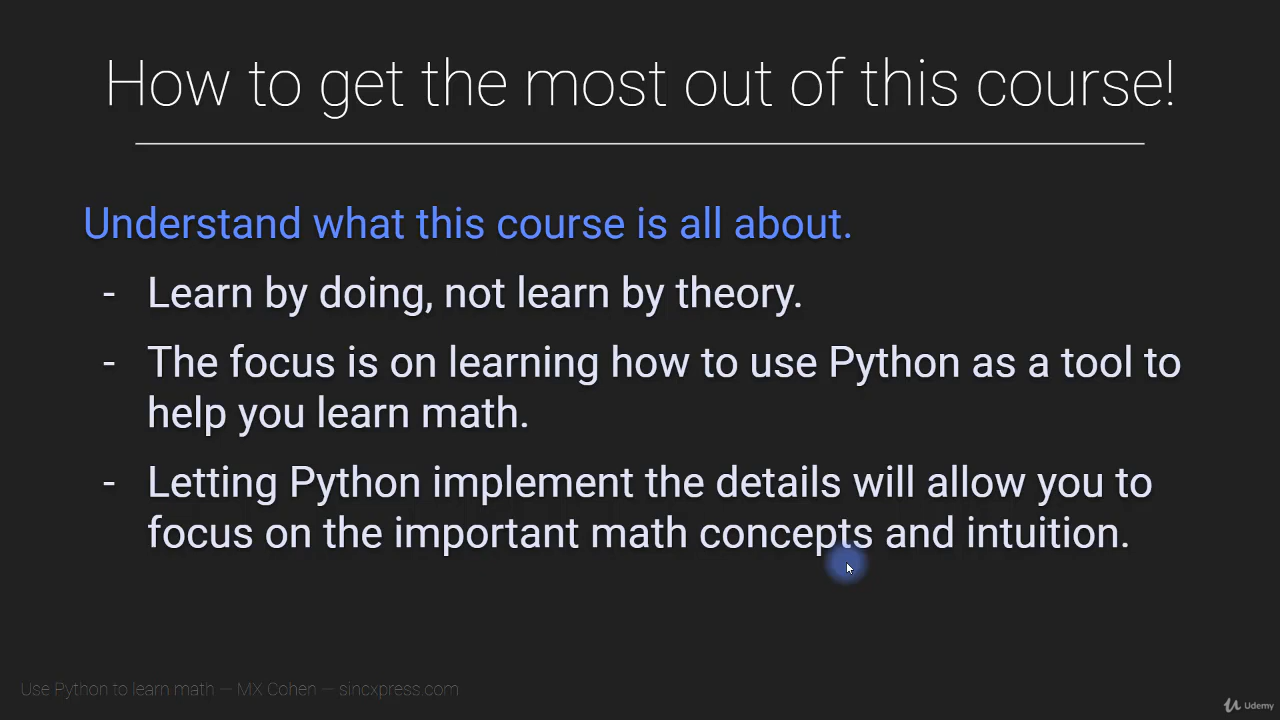 How to get the most out of this course!
Understand what this course is all about.
- Learn by doing, not learn by theory.
- The focus is on learning how to use Python as a tool to
help you learn math.
- Letting Python implement the details will allow you to
focus on the important math concepts and intuition.
Use Python to learn math — MX Cohen — sincxpress.com
Udemy